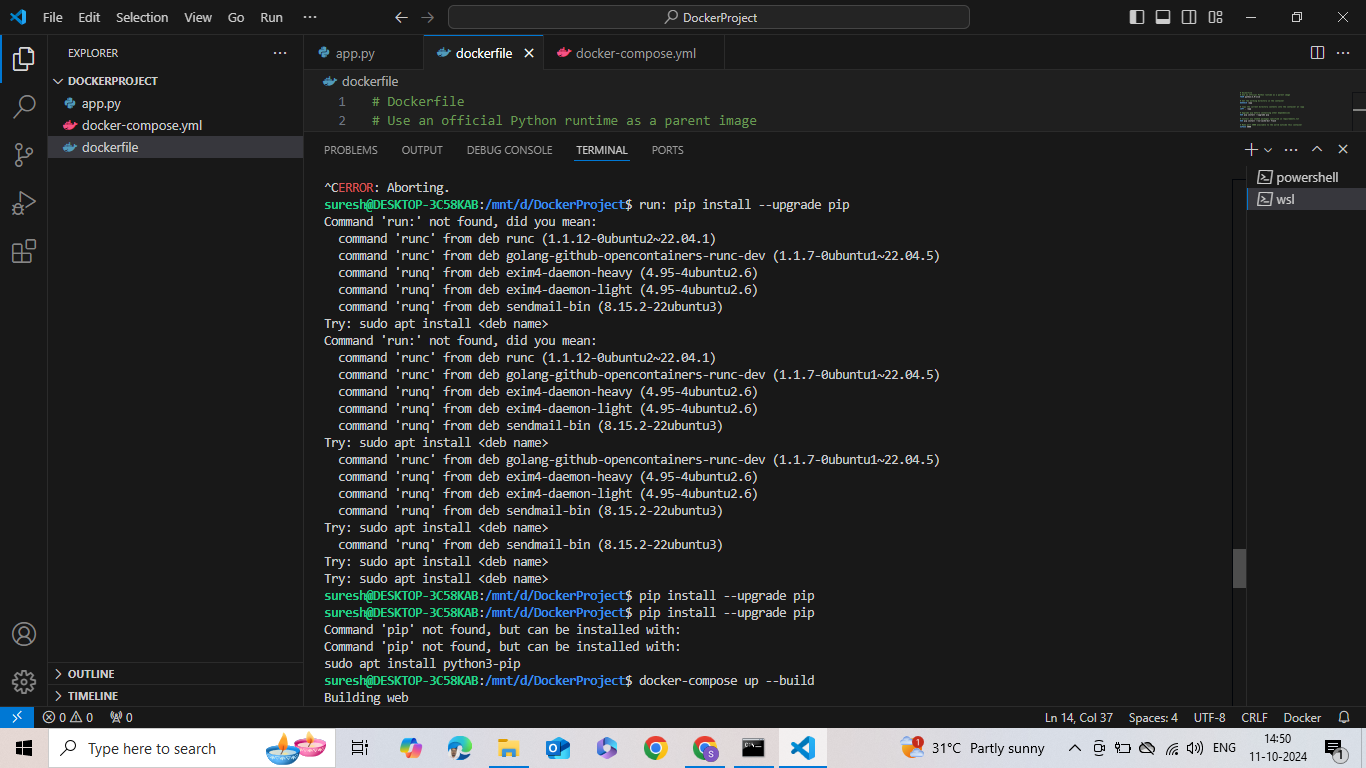 File Edit Selection View Go Run ···
DockerProject
EXPLORER ···
DOCKERPROJECT
app.py
docker-compose.yml
dockerfile
OUTLINE
TIMELINE
app.py dockerfile docker-compose.yml ···
dockerfile
1 # Dockerfile
2 # Use an official Python runtime as a parent image
PROBLEMS OUTPUT DEBUG CONSOLE TERMINAL PORTS ···
powershell
wsl
^CERROR: Aborting.
suresh@DESKTOP-3C58KAB:/mnt/d/DockerProject$ run: pip install --upgrade pip
Command 'run:' not found, did you mean:
command 'runc' from deb runc (1.1.12-0ubuntu2~22.04.1)
command 'runc' from deb golang-github-opencontainers-runc-dev (1.1.7-0ubuntu1~22.04.5)
command 'runq' from deb exim4-daemon-heavy (4.95-4ubuntu2.6)
command 'runq' from deb exim4-daemon-light (4.95-4ubuntu2.6)
command 'runq' from deb sendmail-bin (8.15.2-22ubuntu3)
Try: sudo apt install <deb name>
Command 'run:' not found, did you mean:
command 'runc' from deb runc (1.1.12-0ubuntu2~22.04.1)
command 'runc' from deb golang-github-opencontainers-runc-dev (1.1.7-0ubuntu1~22.04.5)
command 'runq' from deb exim4-daemon-heavy (4.95-4ubuntu2.6)
command 'runq' from deb exim4-daemon-light (4.95-4ubuntu2.6)
command 'runq' from deb sendmail-bin (8.15.2-22ubuntu3)
Try: sudo apt install <deb name>
command 'runc' from deb golang-github-opencontainers-runc-dev (1.1.7-0ubuntu1~22.04.5)
command 'runq' from deb exim4-daemon-heavy (4.95-4ubuntu2.6)
command 'runq' from deb exim4-daemon-light (4.95-4ubuntu2.6)
command 'runq' from deb sendmail-bin (8.15.2-22ubuntu3)
Try: sudo apt install <deb name>
command 'runq' from deb sendmail-bin (8.15.2-22ubuntu3)
Try: sudo apt install <deb name>
Try: sudo apt install <deb name>
suresh@DESKTOP-3C58KAB:/mnt/d/DockerProject$ pip install --upgrade pip
suresh@DESKTOP-3C58KAB:/mnt/d/DockerProject$ pip install --upgrade pip
Command 'pip' not found, but can be installed with:
Command 'pip' not found, but can be installed with:
sudo apt install python3-pip
suresh@DESKTOP-3C58KAB:/mnt/d/DockerProject$ docker-compose up --build
Building web
0 0 0 Ln 14, Col 37 Spaces: 4 UTF-8 CRLF Docker
Type here to search
S
1
31°C Partly sunny
ENG
14:50
11-10-2024
1